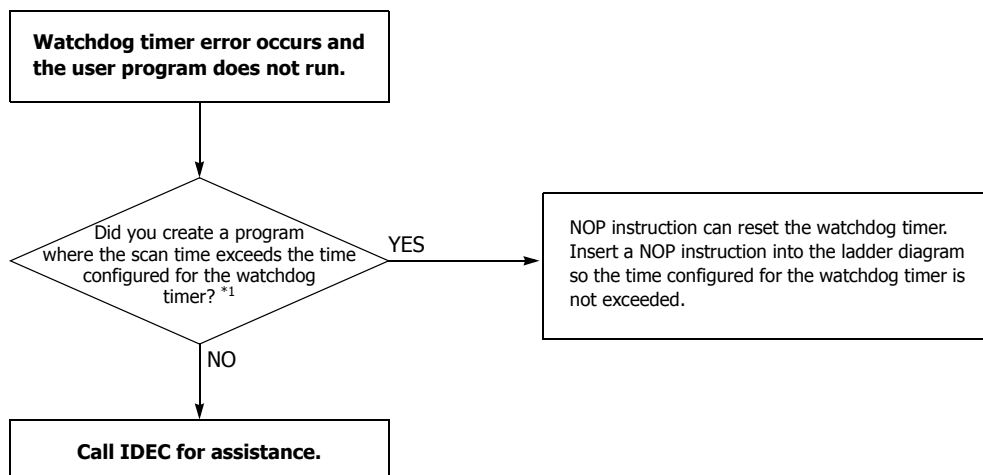 Watchdog timer error occurs and
the user program does not run.
Did you create a program
where the scan time exceeds the time
configured for the watchdog
timer? *1
YES
NOP instruction can reset the watchdog timer.
Insert a NOP instruction into the ladder diagram
so the time configured for the watchdog timer is
not exceeded.
NO
Call IDEC for assistance.